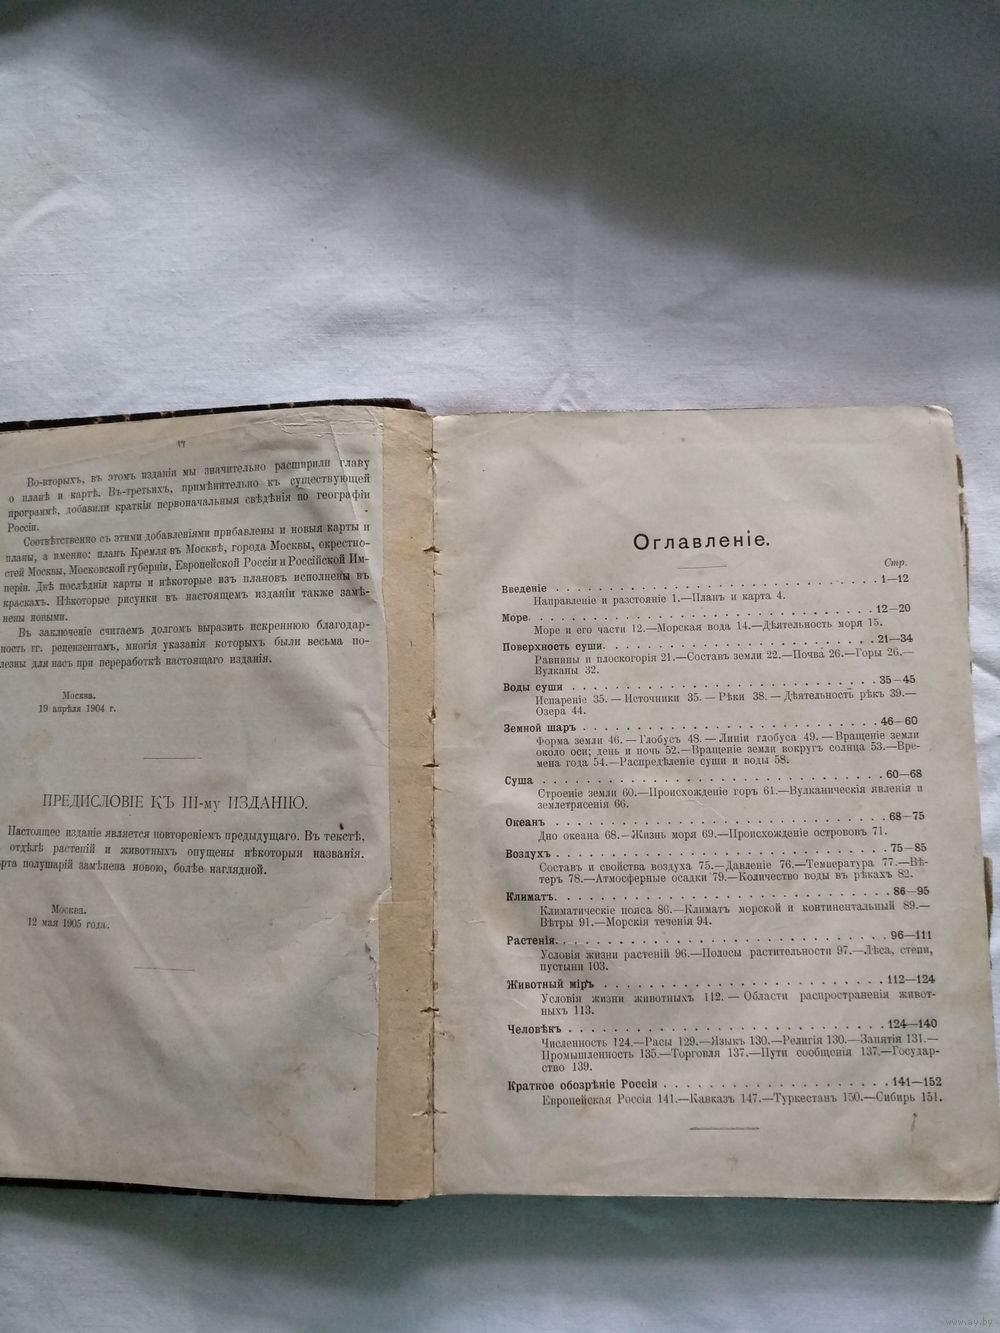 Во-вторыхъ, въ этомъ изданіи мы значительно расширили главу
о планѣ и картѣ. Въ-третьихъ, примѣнительно къ существующей
программѣ, добавили краткія первоначальныя свѣдѣнія по географіи
Россіи.
Соотвѣтственно съ этими добавленіями прибавлены и новыя карты и
планы, а именно: планъ Кремля въ Москвѣ, города Москвы, окрестно-
стей Москвы, Московской губерніи, Европейской Россіи и Россійской Им-
періи. Двѣ послѣднія карты и нѣкоторые изъ плановъ исполнены въ
краскахъ. Нѣкоторые рисунки въ настоящемъ изданіи также замѣ-
нены новыми.
Въ заключеніе считаемъ долгомъ выразить искреннюю благодар-
ность гг. рецензентамъ, многія указанія которыхъ были весьма по-
лезны для насъ при переработкѣ настоящаго изданія.
Москва.
19 апрѣля 1904 г.
ПРЕДИСЛОВІЕ КЪ III-му ИЗДАНІЮ.
Настоящее изданіе является повтореніемъ предыдущаго. Въ текстѣ,
отдѣлѣ растеній и животныхъ опущены нѣкоторыя названія.
рта полушарій замѣнена новою, болѣе наглядной.
Москва.
12 мая 1905 года.
Оглавленіе.
Стр.
Введеніе . . . . . . . . . . . . . . . . . . . . . . . . 1—12
Направленіе и разстояніе 1.—Планъ и карта 4.
Море. . . . . . . . . . . . . . . . . . . . . . . . . 12—20
Море и его части 12.—Морская вода 14.—Дѣятельность моря 15.
Поверхность суши. . . . . . . . . . . . . . . . . . . . 21—34
Равнины и плоскогорія 21.—Составъ земли 22.—Почва 26.—Горы 26.—
Вулканы 32.
Воды суши . . . . . . . . . . . . . . . . . . . . . . 35—45
Испареніе 35.—Источники 35.—Рѣки 38.—Дѣятельность рѣкъ 39.—
Озера 44.
Земной шаръ . . . . . . . . . . . . . . . . . . . . . . 46—60
Форма земли 46.—Глобусъ 48.—Линіи глобуса 49.—Вращеніе земли
около оси; день и ночь 52.—Вращеніе земли вокругъ солнца 53.—Вре-
мена года 54.—Распредѣленіе суши и воды 58.
Суша . . . . . . . . . . . . . . . . . . . . . . . . 60—68
Строеніе земли 60.—Происхожденіе горъ 61.—Вулканическія явленія и
землетрясенія 66.
Океанъ . . . . . . . . . . . . . . . . . . . . . . . 68—75
Дно океана 68.—Жизнь моря 69.—Происхожденіе острововъ 71.
Воздухъ . . . . . . . . . . . . . . . . . . . . . . . 75—85
Составъ и свойства воздуха 75.—Давленіе 76.—Температура 77.—Вѣ-
теръ 78.—Атмосферные осадки 79.—Количество воды въ рѣкахъ 82.
Климатъ. . . . . . . . . . . . . . . . . . . . . . . 86—95
Климатическіе пояса 86.—Климатъ морской и континентальный 89.—
Вѣтры 91.—Морскія теченія 94.
Растенія. . . . . . . . . . . . . . . . . . . . . . . 96—111
Условія жизни растеній 96.—Полосы растительности 97.—Лѣса, степи,
пустыни 103.
Животный міръ . . . . . . . . . . . . . . . . . . . . 112—124
Условія жизни животныхъ 112.—Области распространенія живот-
ныхъ 113.
Человѣкъ . . . . . . . . . . . . . . . . . . . . . . 124—140
Численность 124.—Расы 129.—Языкъ 130.—Религія 130.—Занятія 131.—
Промышленность 135.—Торговля 137.—Пути сообщенія 137.—Государ-
ство 139.
Краткое обозрѣніе Россіи . . . . . . . . . . . . . . . . 141—152
Европейская Россія 141.—Кавказъ 147.—Туркестанъ 150.—Сибирь 151.
www.ay.by